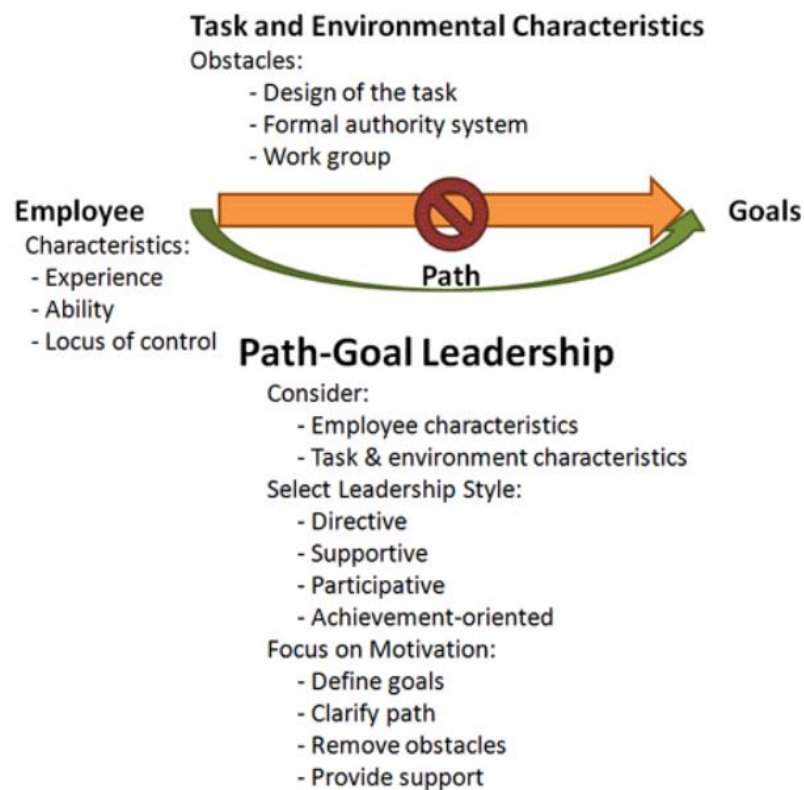 Task and Environmental Characteristics
Obstacles:
- Design of the task
- Formal authority system
- Work group
Employee
Characteristics:
- Experience
- Ability
- Locus of control
Path
Goals
Path-Goal Leadership
Consider:
- Employee characteristics
- Task & environment characteristics
Select Leadership Style:
- Directive
- Supportive
- Participative
- Achievement-oriented
Focus on Motivation:
- Define goals
- Clarify path
- Remove obstacles
- Provide support